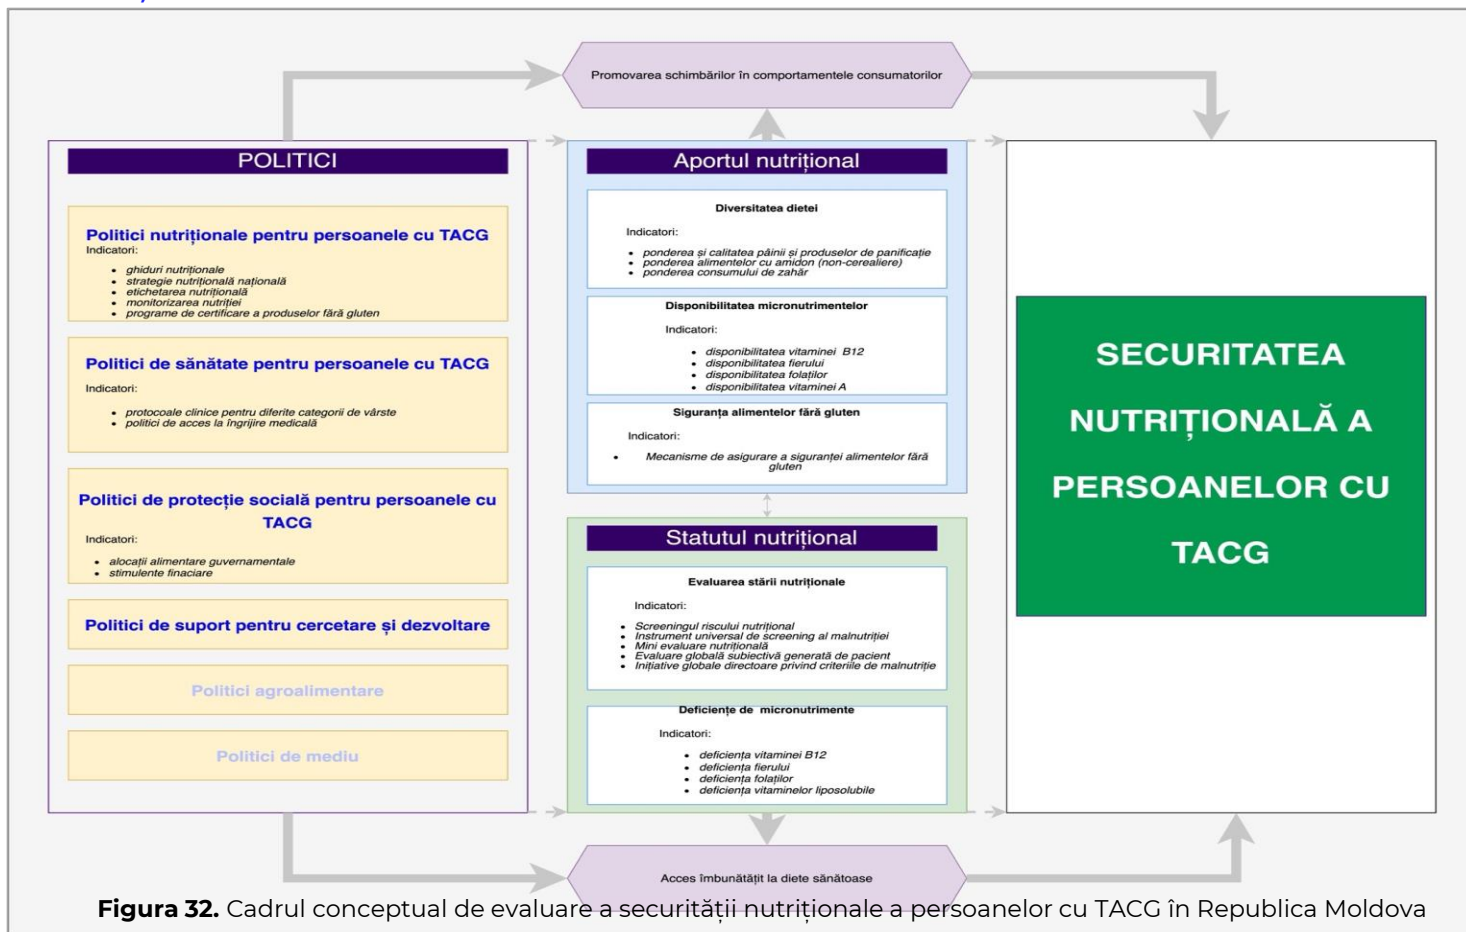 Promovarea schimbărilor în comportamentele consumatorilor
POLITICI
Politici nutriționale pentru persoanele cu TACG
Indicatori:
• ghiduri nutriționale
• strategie nutrițională națională
• etichetarea nutrițională
• monitorizarea nutriției
• programe de certificare a produselor fără gluten
Politici de sănătate pentru persoanele cu TACG
Indicatori:
• protocoale clinice pentru diferite categorii de vârste
• politici de acces la îngrijire medicală
Politici de protecție socială pentru persoanele cu
TACG
Indicatori:
• alocații alimentare guvernamentale
• stimulente finaciare
Politici de suport pentru cercetare și dezvoltare
Politici agroalimentare
Politici de mediu
Aportul nutrițional
Diversitatea dietei
Indicatori:
• ponderea și calitatea pâinii și produselor de panificație
• ponderea alimentelor cu amidon (non-cerealiere)
• ponderea consumului de zahăr
Disponibilitatea micronutrimentelor
Indicatori:
• disponibilitatea vitaminei B12
• disponibilitatea fierului
• disponibilitatea folaților
• disponibilitatea vitaminei A
Siguranța alimentelor fără gluten
Indicatori:
• Mecanisme de asigurare a siguranței alimentelor fără
gluten
Statutul nutrițional
Evaluarea stării nutriționale
Indicatori:
• Screeningul riscului nutrițional
• Instrument universal de screening al malnutriției
• Mini evaluare nutrițională
• Evaluare globală subiectivă generată de pacient
• Inițiative globale directoare privind criteriile de malnutriție
Deficiențe de micronutrimente
Indicatori:
• deficiența vitaminei B12
• deficiența fierului
• deficiența folaților
• deficiența vitaminelor liposolubile
SECURITATEA
NUTRIȚIONALĂ A
PERSOANELOR CU
TACG
Acces îmbunătățit la diete sănătoase
Figura 32. Cadrul conceptual de evaluare a securității nutriționale a persoanelor cu TACG în Republica Moldova